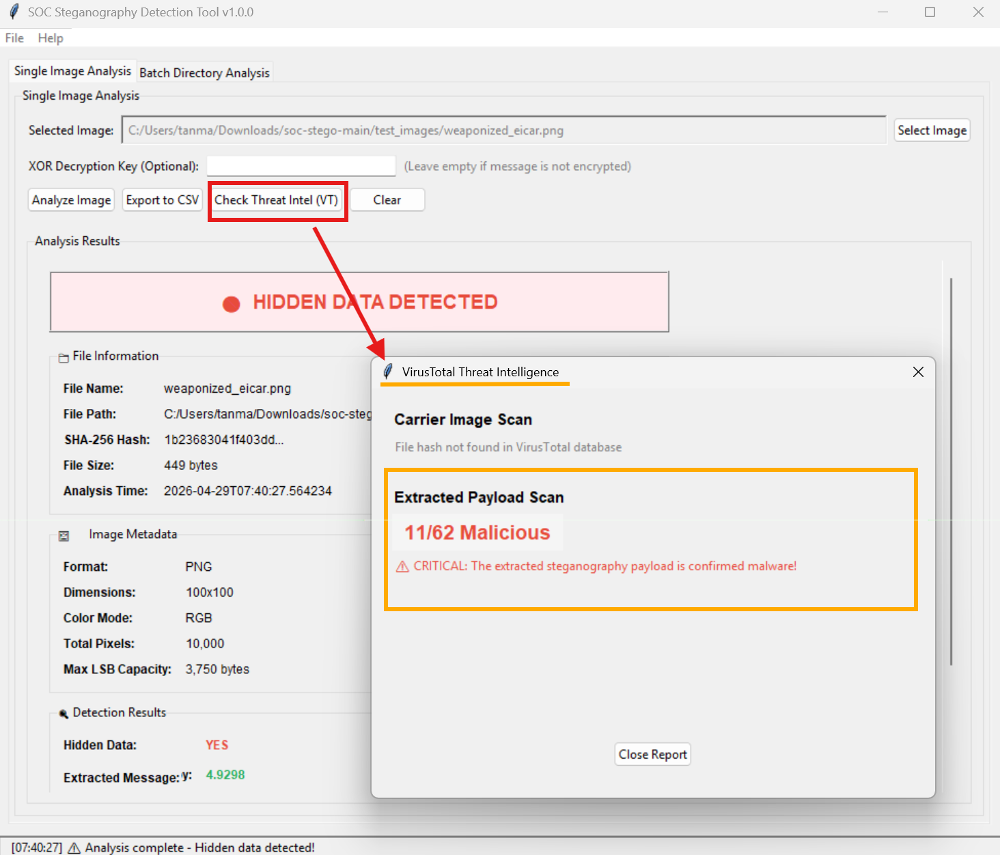 SOC Steganography Detection Tool v1.0.0
File Help
Single Image Analysis Batch Directory Analysis
Single Image Analysis
Selected Image: C:/Users/tanma/Downloads/soc-stego-main/test_images/weaponized_eicar.png Select Image
XOR Decryption Key (Optional): (Leave empty if message is not encrypted)
Analyze Image Export to CSV Check Threat Intel (VT) Clear
Analysis Results
HIDDEN DATA DETECTED
File Information
File Name: weaponized_eicar.png
File Path: C:/Users/tanma/Downloads/soc-steg
SHA-256 Hash: 1b23683041f403dd...
File Size: 449 bytes
Analysis Time: 2026-04-29T07:40:27.564234
Image Metadata
Format: PNG
Dimensions: 100x100
Color Mode: RGB
Total Pixels: 10,000
Max LSB Capacity: 3,750 bytes
Detection Results
Hidden Data: YES
Extracted Message: y: 4.9298
VirusTotal Threat Intelligence
Carrier Image Scan
File hash not found in VirusTotal database
Extracted Payload Scan
11/62 Malicious
⚠ CRITICAL: The extracted steganography payload is confirmed malware!
Close Report
[07:40:27] ⚠ Analysis complete - Hidden data detected!